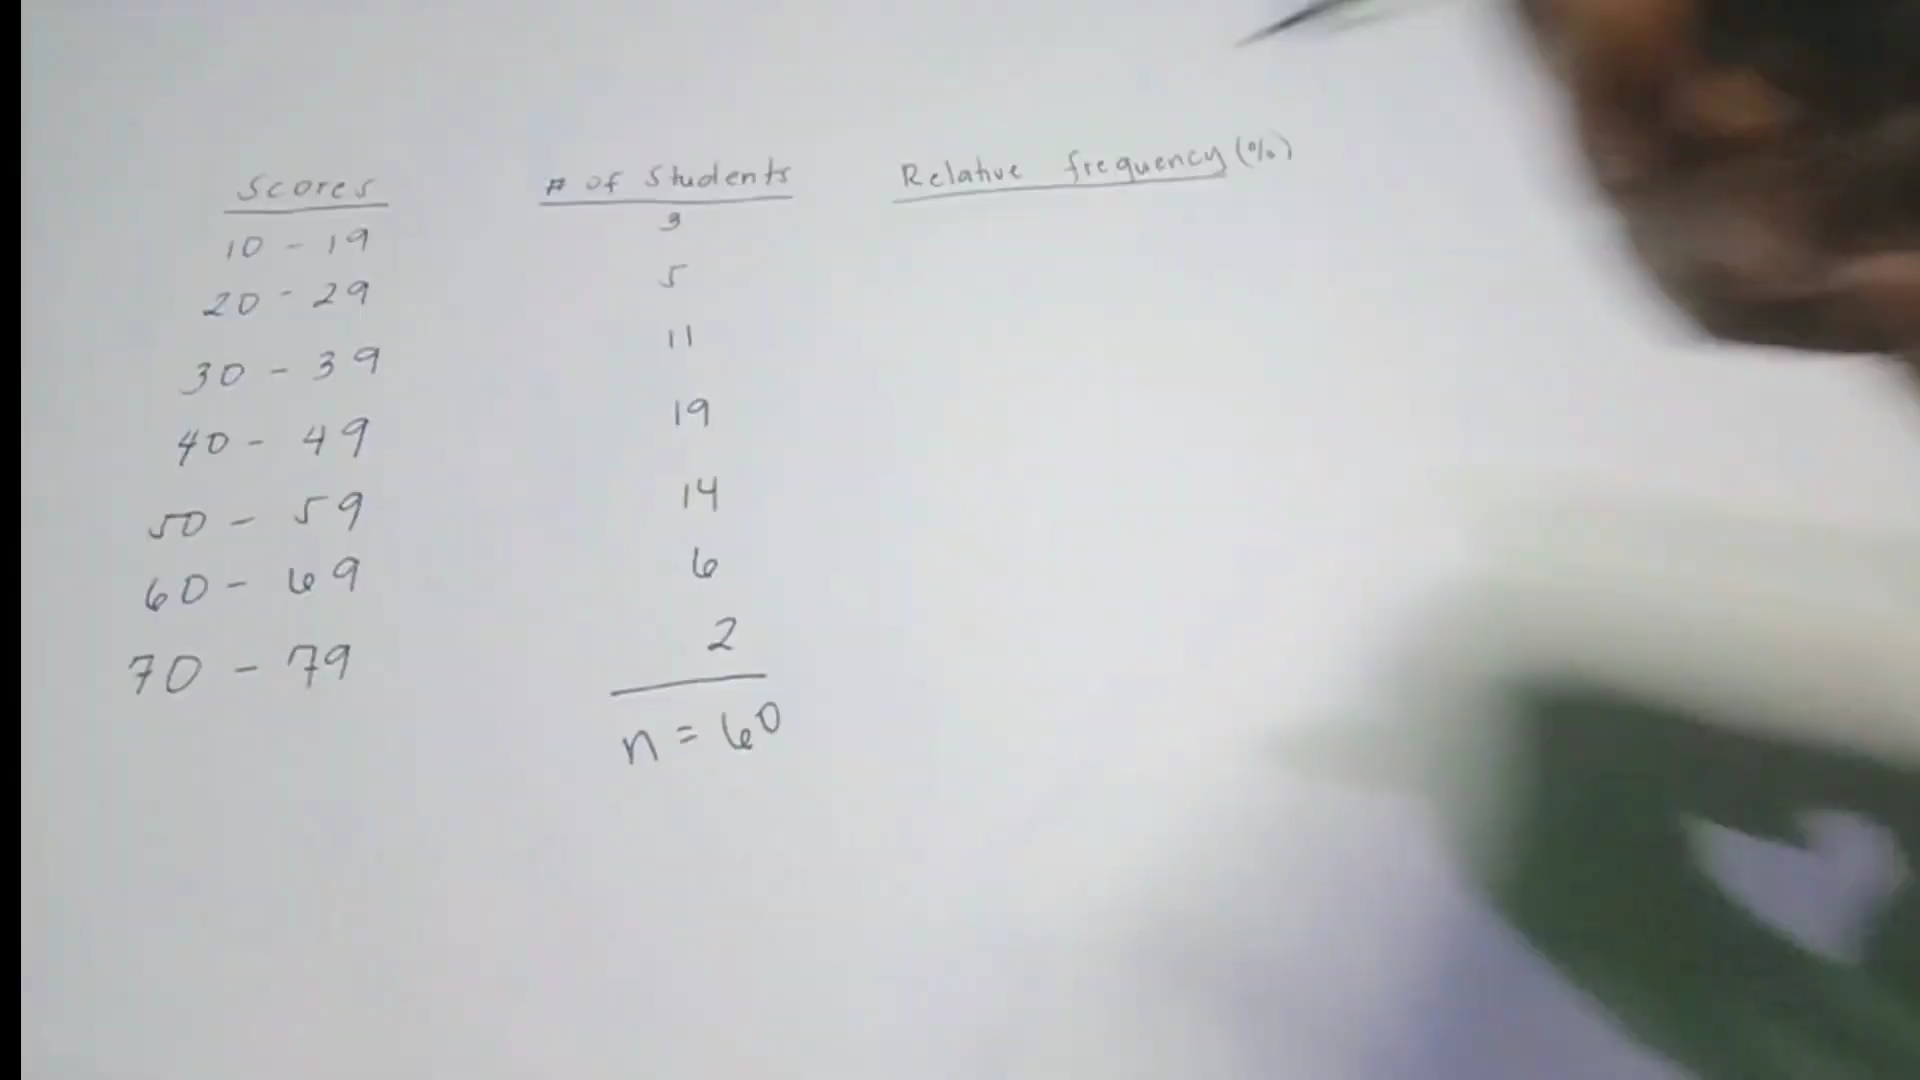 Scores # of Students Relative frequency (%)
10 - 19 3
20 - 29 5
30 - 39 11
40 - 49 19
50 - 59 14
60 - 69 6
70 - 79 2
n = 60